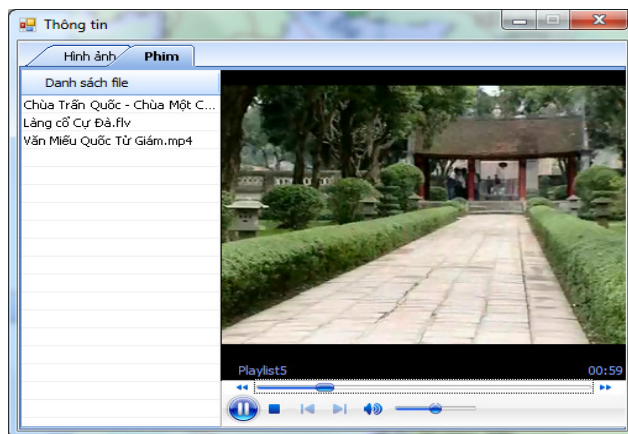 Thông tin
Hình ảnh Phim
Danh sách file
Chùa Trấn Quốc - Chùa Một C...
Làng cổ Cự Đà.flv
Văn Miếu Quốc Tử Giám.mp4
Playlist5 00:59